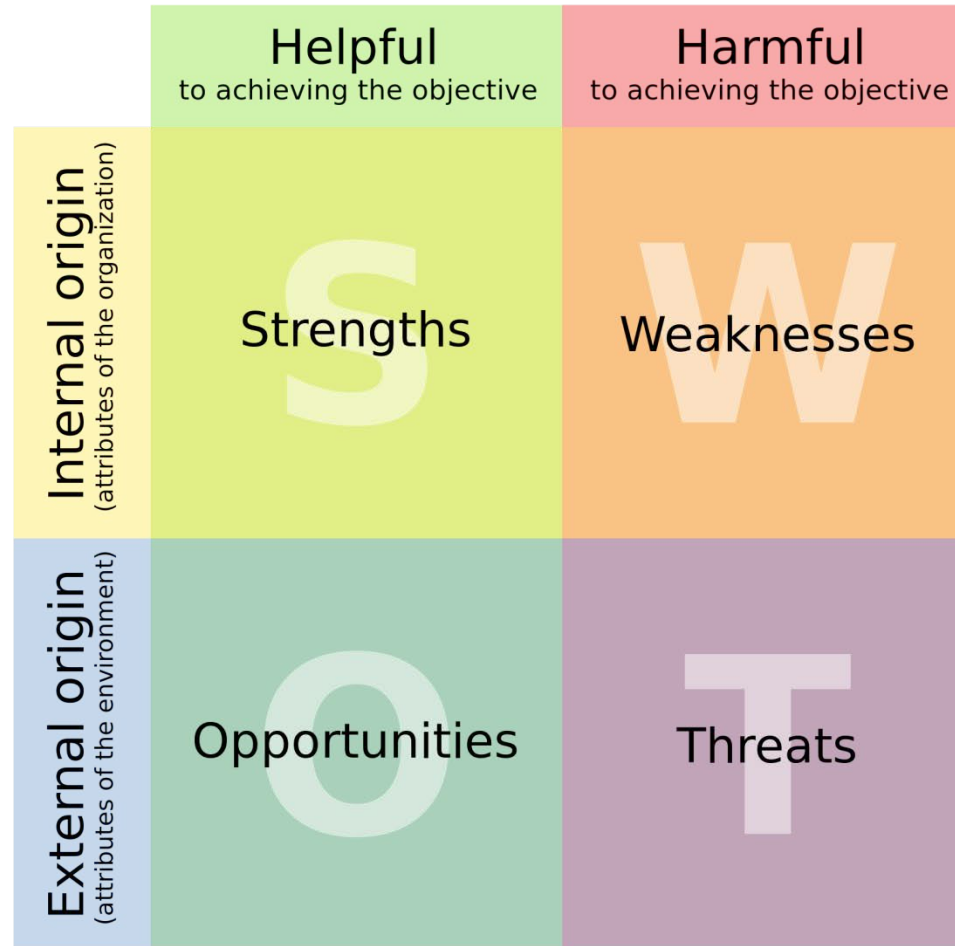 Helpful
to achieving the objective
Harmful
to achieving the objective
Internal origin
(attributes of the organization)
S
Strengths
W
Weaknesses
External origin
(attributes of the environment)
O
Opportunities
T
Threats